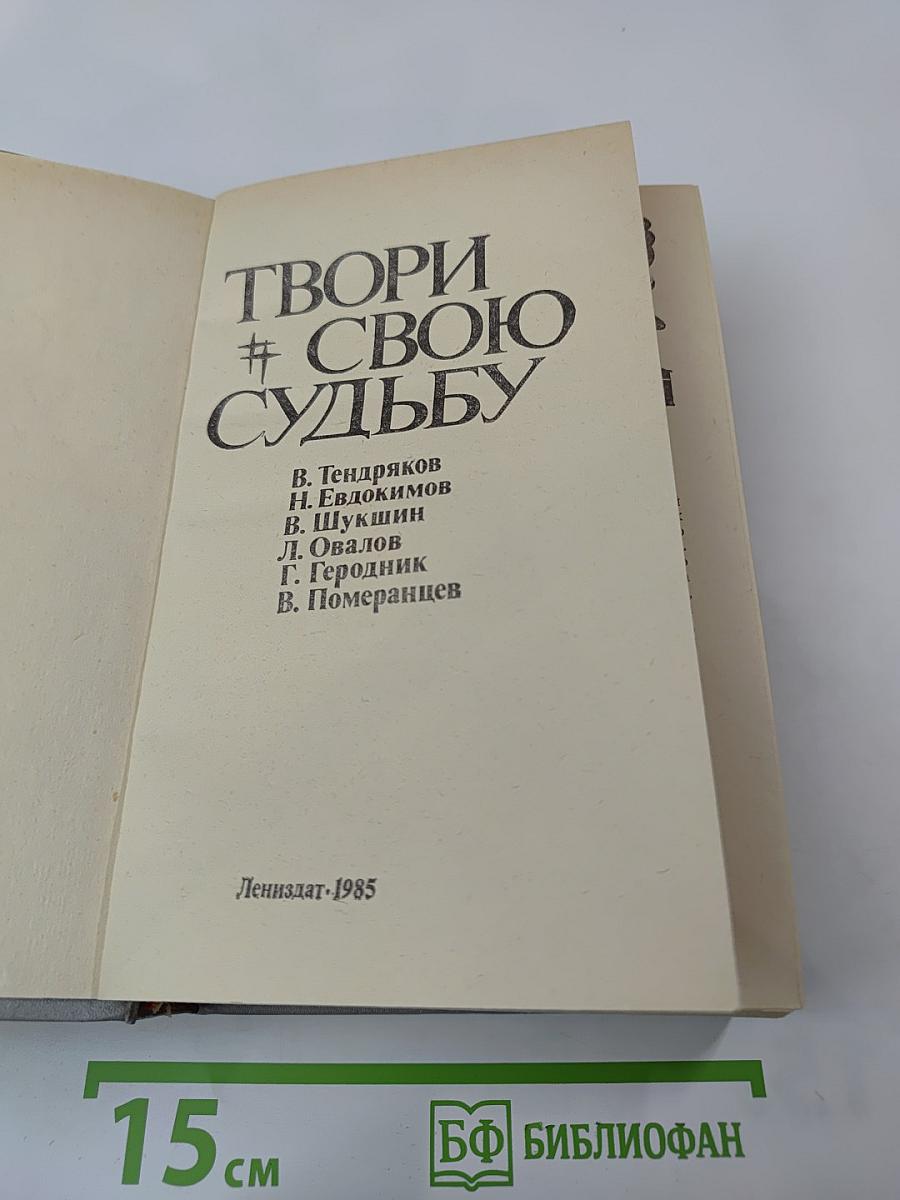 ТВОРИ
# СВОЮ
СУДЬБУ
В. Тендряков
Н. Евдокимов
В. Шукшин
Л. Овалов
Г. Геродник
В. Померанцев
Лениздат·1985
15 см
БФ БИБЛИОФАН